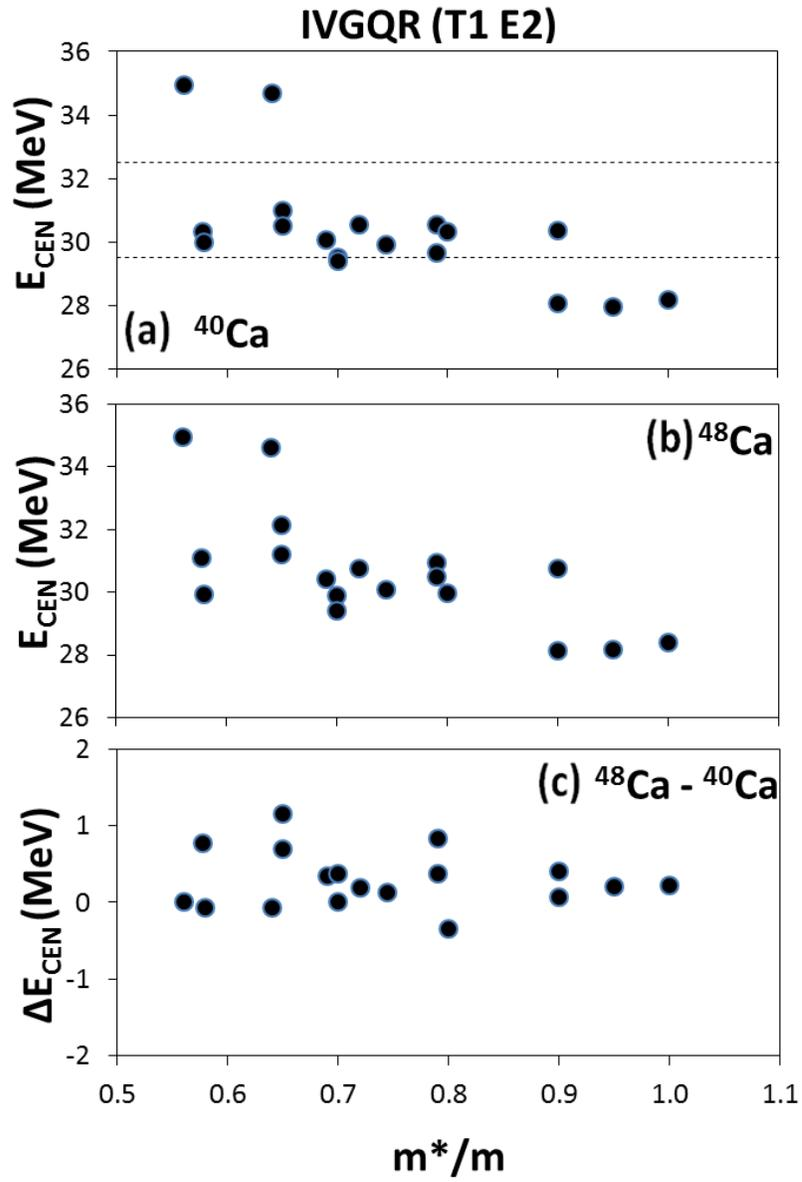 IVGQR (T1 E2)
36
34
32
30
28
26
E_CEN (MeV)
(a) ⁴⁰Ca
36
34
32
30
28
26
E_CEN (MeV)
(b) ⁴⁸Ca
2
1
0
-1
-2
ΔE_CEN (MeV)
(c) ⁴⁸Ca - ⁴⁰Ca
0.5 0.6 0.7 0.8 0.9 1.0 1.1
m*/m